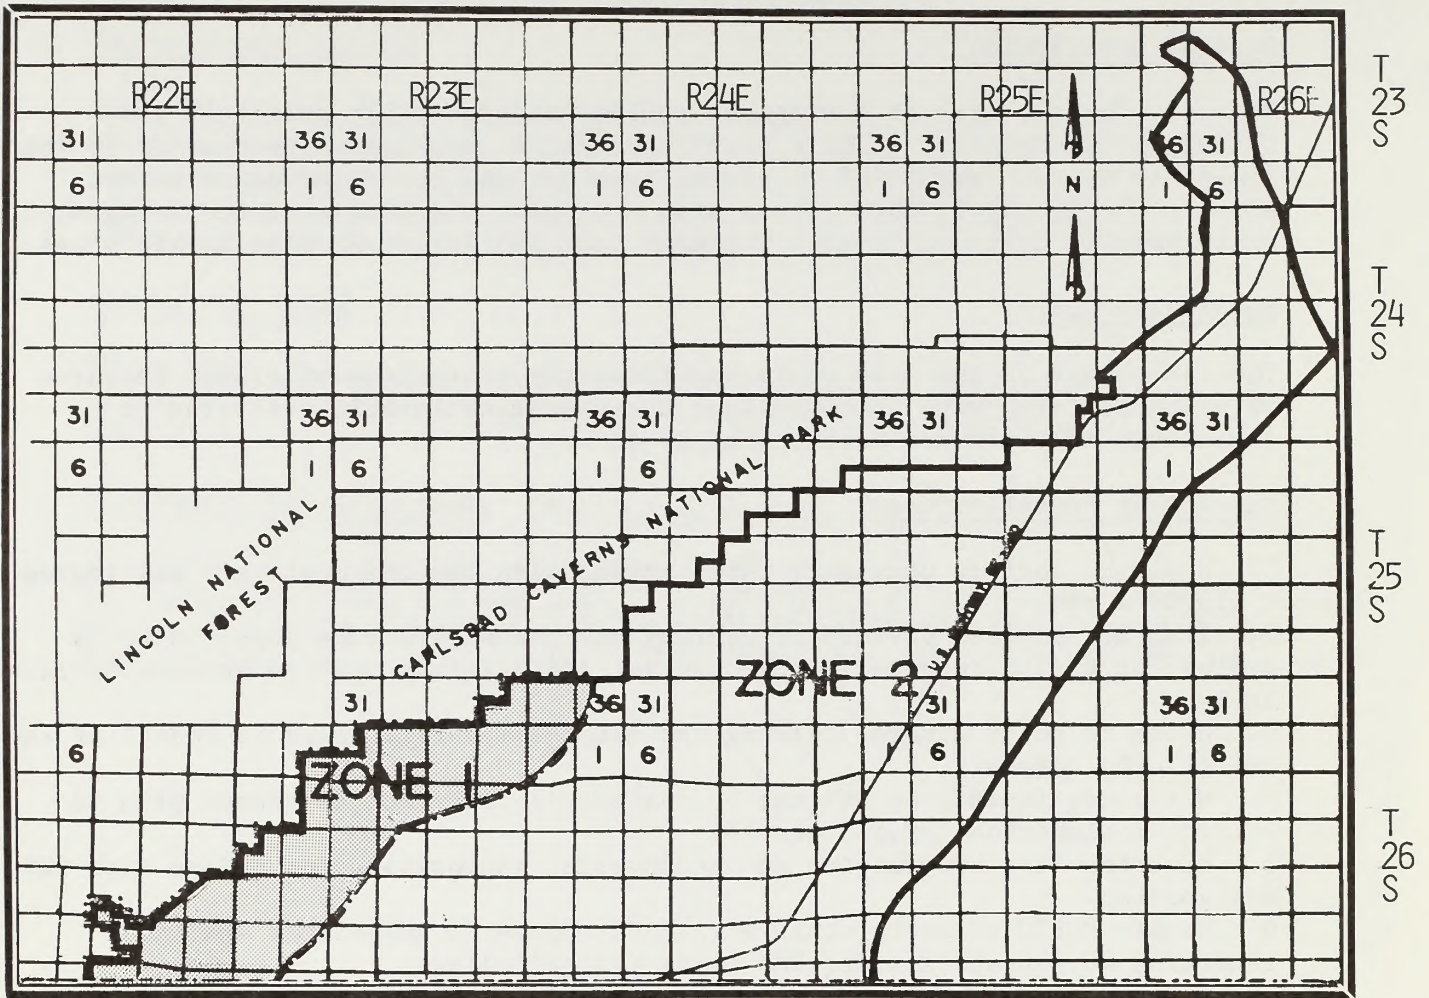 R22E R23E R24E R25E R26E
T
23
S
31 36 31 36 31 36 31 36 31
6 1 6 1 6 1 6 N 1 6
T
24
S
31 36 31 36 31 36 31 36 31
6 1 6 1 6 1
CARLSBAD CAVERNS NATIONAL PARK
LINCOLN NATIONAL
FOREST
T
25
S
U.S.
ZONE 2
31 36 31 31 36 31
6 1 6 1 6 1 6
ZONE 1
T
26
S